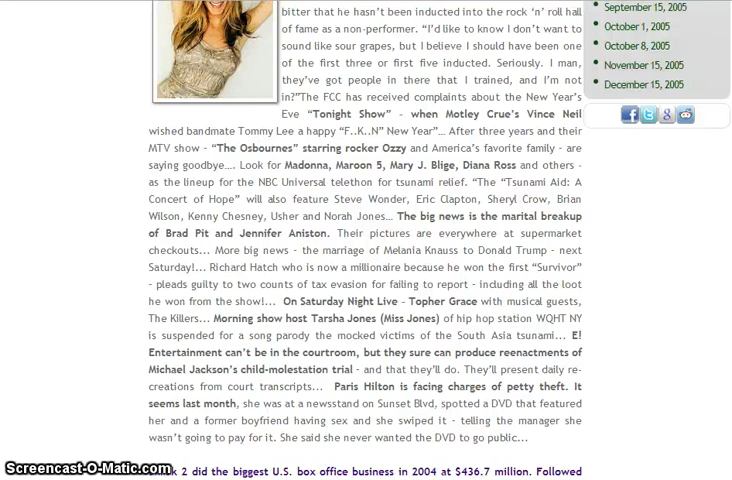 bitter that he hasn't been inducted into the rock 'n' roll hall
of fame as a non-performer. "I'd like to know I don't want to
sound like sour grapes, but I believe I should have been one
of the first three or first five inducted. Seriously. I man,
they've got people in there that I trained, and I'm not
in?"The FCC has received complaints about the New Year's
Eve "Tonight Show" – when Motley Crue's Vince Neil
wished bandmate Tommy Lee a happy "F..K..N" New Year"... After three years and their
MTV show - "The Osbournes" starring rocker Ozzy and America's favorite family - are
saying goodbye.... Look for Madonna, Maroon 5, Mary J. Blige, Diana Ross and others -
as the lineup for the NBC Universal telethon for tsunami relief. "The "Tsunami Aid: A
Concert of Hope" will also feature Steve Wonder, Eric Clapton, Sheryl Crow, Brian
Wilson, Kenny Chesney, Usher and Norah Jones... The big news is the marital breakup
of Brad Pit and Jennifer Aniston. Their pictures are everywhere at supermarket
checkouts... More big news - the marriage of Melania Knauss to Donald Trump - next
Saturday!... Richard Hatch who is now a millionaire because he won the first "Survivor"
- pleads guilty to two counts of tax evasion for failing to report - including all the loot
he won from the show!... On Saturday Night Live – Topher Grace with musical guests,
The Killers... Morning show host Tarsha Jones (Miss Jones) of hip hop station WQHT NY
is suspended for a song parody the mocked victims of the South Asia tsunami... E!
Entertainment can't be in the courtroom, but they sure can produce reenactments of
Michael Jackson's child-molestation trial - and that they'll do. They'll present daily re-
creations from court transcripts... Paris Hilton is facing charges of petty theft. It
seems last month, she was at a newsstand on Sunset Blvd, spotted a DVD that featured
her and a former boyfriend having sex and she swiped it - telling the manager she
wasn't going to pay for it. She said she never wanted the DVD to go public...
2 did the biggest U.S. box office business in 2004 at $436.7 million. Followed
September 15, 2005
October 1, 2005
October 8, 2005
November 15, 2005
December 15, 2005
Screencast-O-Matic.com